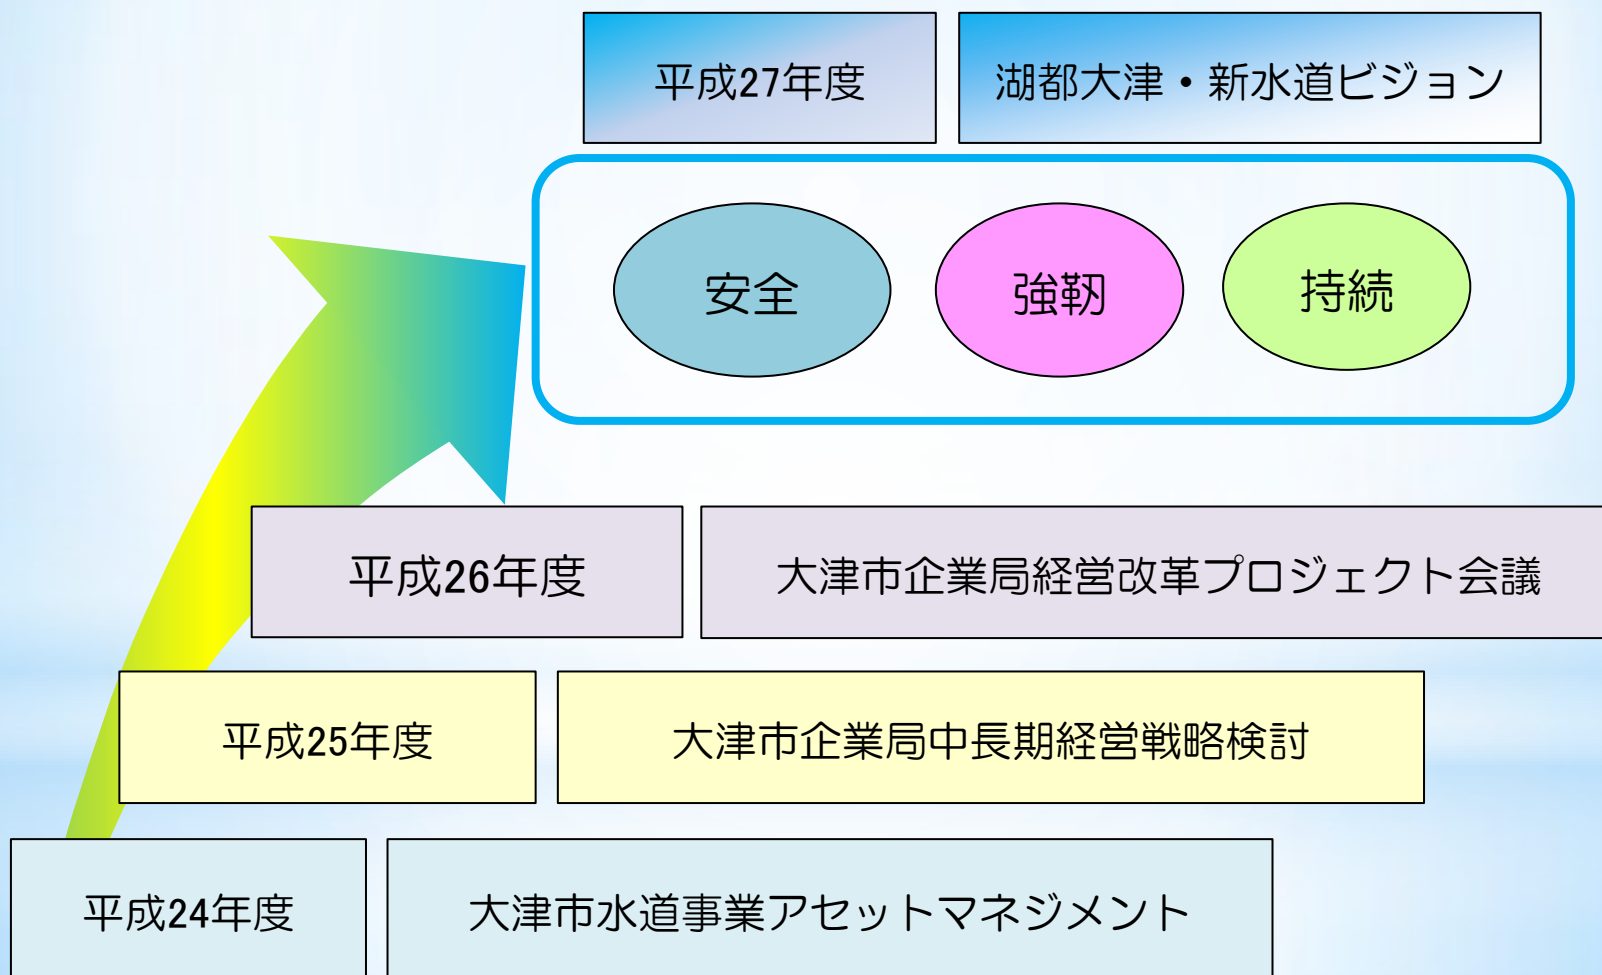 平成27年度
湖都大津・新水道ビジョン
安全
強靭
持続
平成26年度
大津市企業局経営改革プロジェクト会議
平成25年度
大津市企業局中長期経営戦略検討
平成24年度
大津市水道事業アセットマネジメント